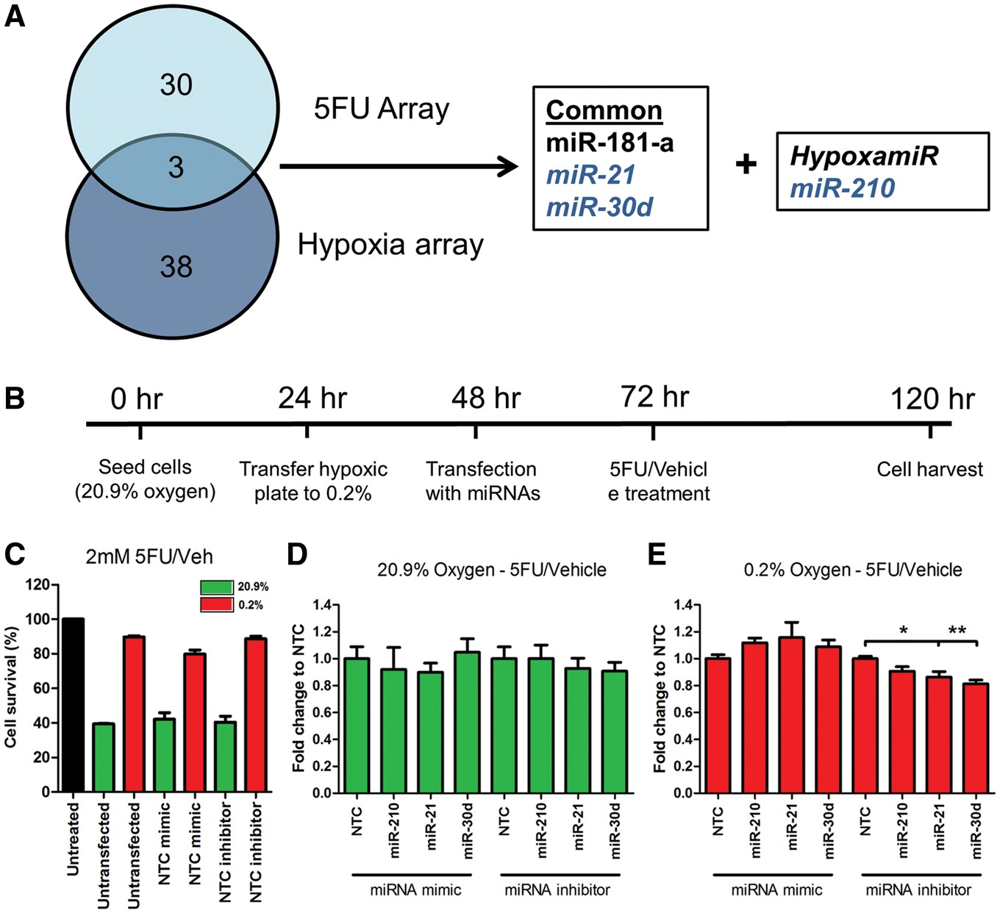 A
30
3
38
5FU Array
Hypoxia array
Common
miR-181-a
miR-21
miR-30d
+
HypoxamiR
miR-210
B
0 hr
24 hr
48 hr
72 hr
120 hr
Seed cells
(20.9% oxygen)
Transfer hypoxic
plate to 0.2%
Transfection
with miRNAs
5FU/Vehicl
e treatment
Cell harvest
C
2mM 5FU/Veh
20.9%
0.2%
Cell survival (%)
120
100
80
60
40
20
0
Untreated
Untransfected
Untransfected
NTC mimic
NTC mimic
NTC inhibitor
NTC inhibitor
D
20.9% Oxygen - 5FU/Vehicle
Fold change to NTC
1.4
1.2
1.0
0.8
0.6
0.4
0.2
0.0
NTC
miR-210
miR-21
miR-30d
NTC
miR-210
miR-21
miR-30d
miRNA mimic
miRNA inhibitor
E
0.2% Oxygen - 5FU/Vehicle
Fold change to NTC
1.4
1.2
1.0
0.8
0.6
0.4
0.2
0.0
*
**
NTC
miR-210
miR-21
miR-30d
NTC
miR-210
miR-21
miR-30d
miRNA mimic
miRNA inhibitor